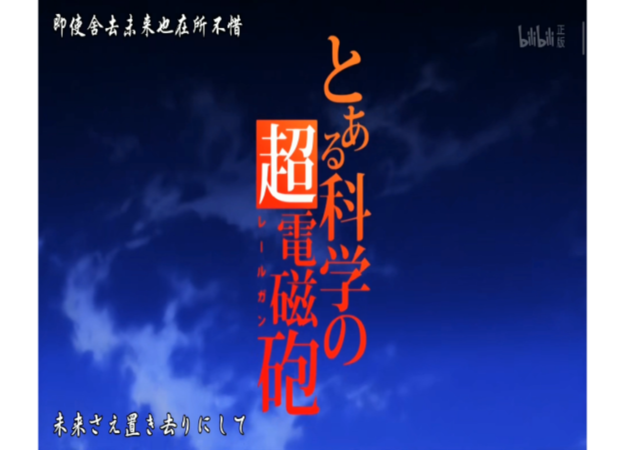 即使舍去未来也在所不惜
bilibili 正版
とある科学の
超電磁砲
レールガン
未来さえ置き去りにして